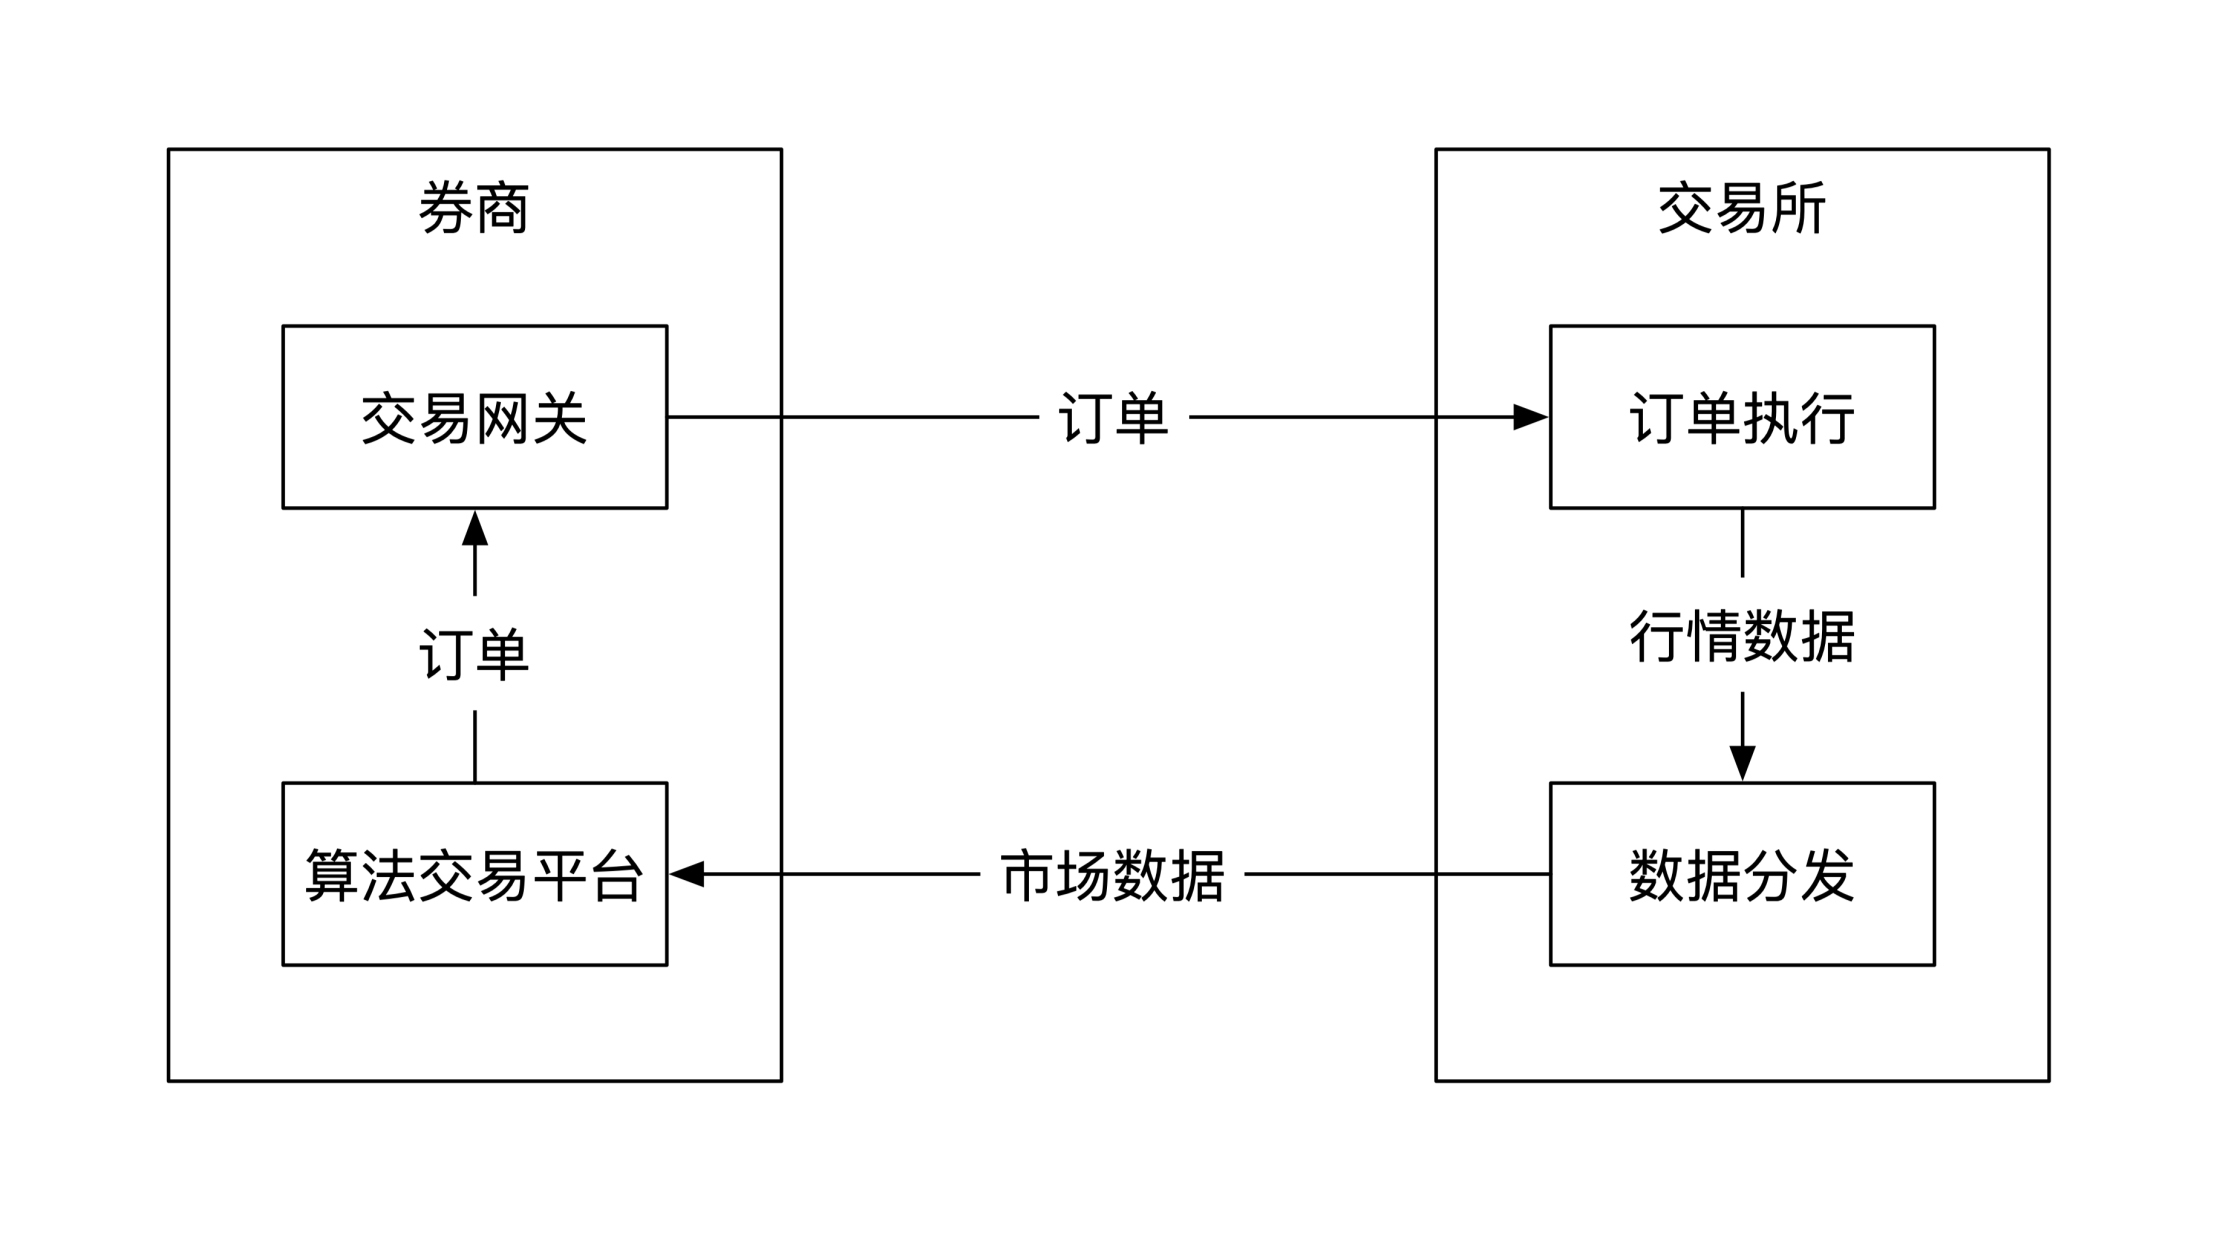 券商
交易所
交易网关
订单
订单执行
订单
行情数据
算法交易平台
市场数据
数据分发